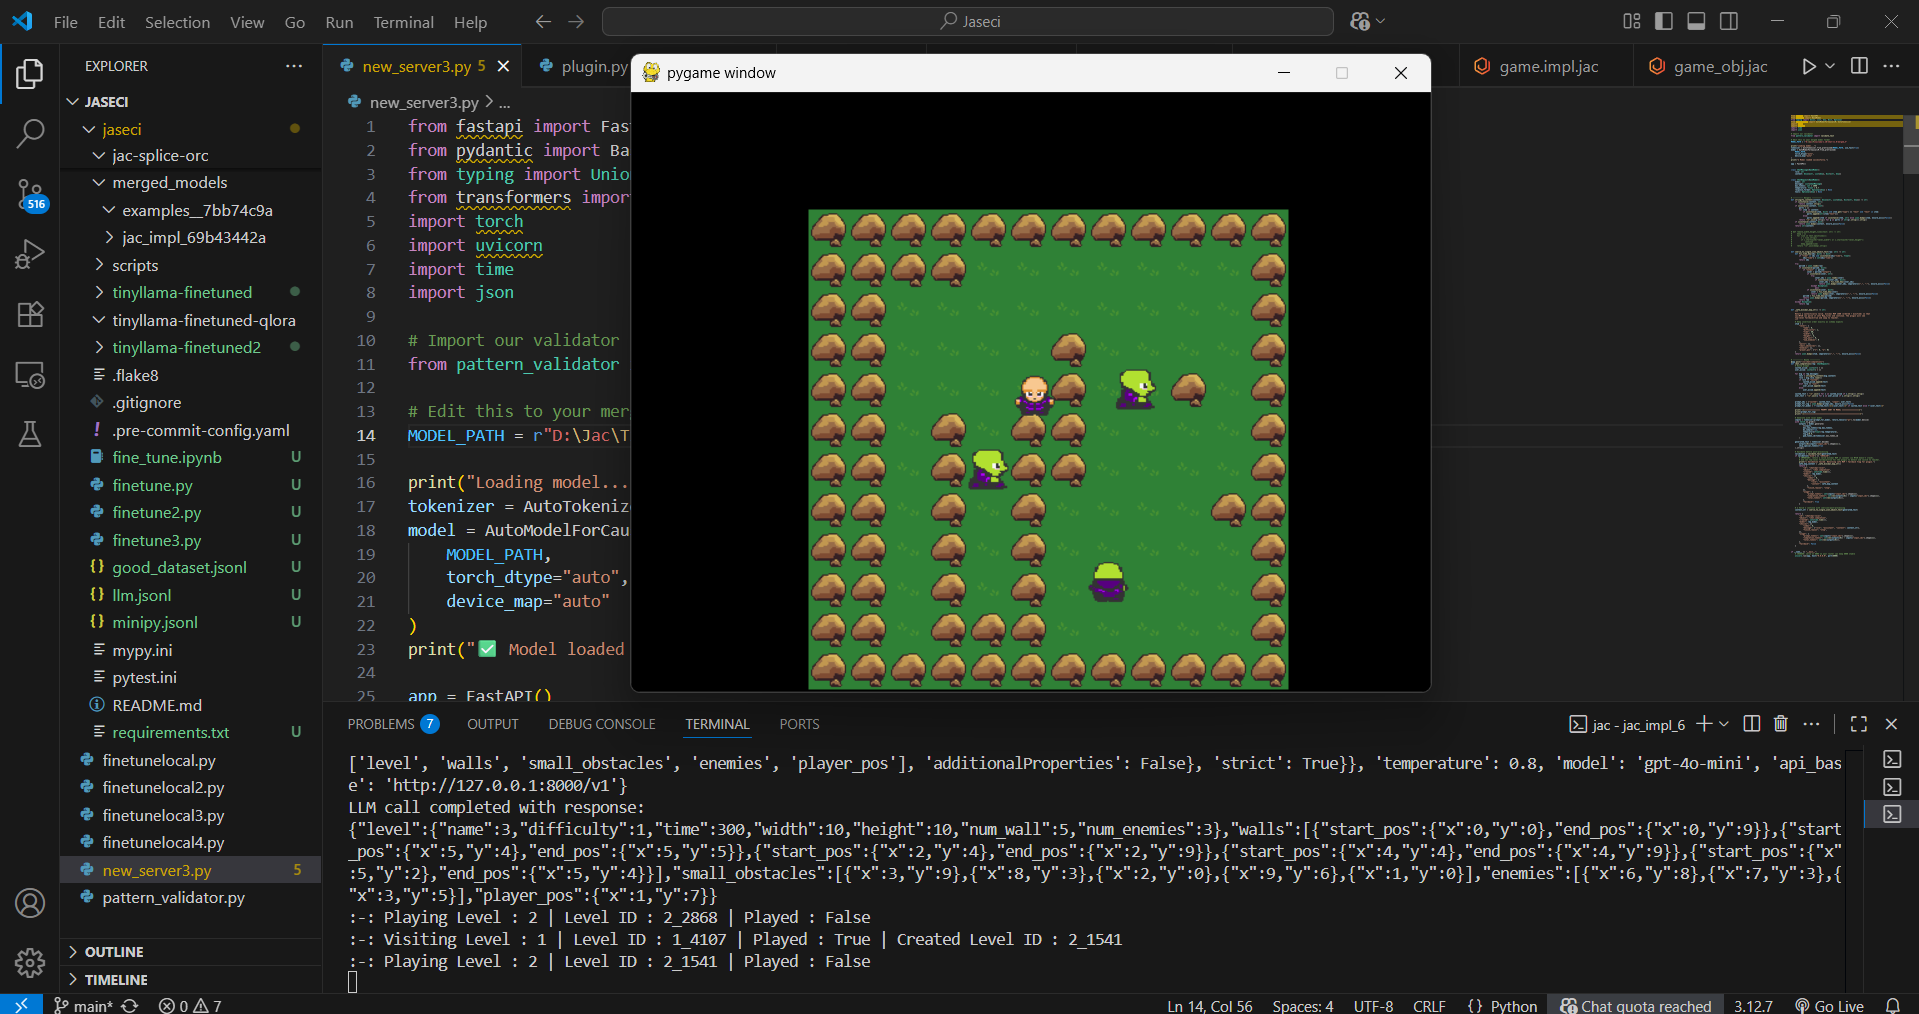 File Edit Selection View Go Run Terminal Help
Jaseci
EXPLORER
JASECI
jaseci
jac-splice-orc
merged_models
examples__7bb74c9a
jac_impl_69b43442a
scripts
tinyllama-finetuned
tinyllama-finetuned-qlora
tinyllama-finetuned2
.flake8
.gitignore
.pre-commit-config.yaml
fine_tune.ipynb U
finetune.py U
finetune2.py U
finetune3.py U
good_dataset.jsonl U
llm.jsonl U
minipy.jsonl U
mypy.ini
pytest.ini
README.md
requirements.txt U
finetunelocal.py
finetunelocal2.py
finetunelocal3.py
finetunelocal4.py
new_server3.py 5
pattern_validator.py
OUTLINE
TIMELINE
516
new_server3.py 5
plugin.py
game.impl.jac
game_obj.jac
new_server3.py > ...
pygame window
1 from fastapi import Fas
2 from pydantic import Ba
3 from typing import Unio
4 from transformers impor
5 import torch
6 import uvicorn
7 import time
8 import json
9
10 # Import our validator
11 from pattern_validator
12
13 # Edit this to your mer
14 MODEL_PATH = r"D:\Jac\T
15
16 print("Loading model...
17 tokenizer = AutoTokeniz
18 model = AutoModelForCau
19 MODEL_PATH,
20 torch_dtype="auto",
21 device_map="auto"
22 )
23 print("✅ Model loaded
24
25 app = FastAPI()
PROBLEMS 7 OUTPUT DEBUG CONSOLE TERMINAL PORTS
jac - jac_impl_6
['level', 'walls', 'small_obstacles', 'enemies', 'player_pos'], 'additionalProperties': False}, 'strict': True}}, 'temperature': 0.8, 'model': 'gpt-4o-mini', 'api_bas
e': 'http://127.0.0.1:8000/v1'}
LLM call completed with response:
{"level":{"name":3,"difficulty":1,"time":300,"width":10,"height":10,"num_wall":5,"num_enemies":3},"walls":[{"start_pos":{"x":0,"y":0},"end_pos":{"x":0,"y":9}},{"start
_pos":{"x":5,"y":4},"end_pos":{"x":5,"y":5}},{"start_pos":{"x":2,"y":4},"end_pos":{"x":2,"y":9}},{"start_pos":{"x":4,"y":4},"end_pos":{"x":4,"y":9}},{"start_pos":{"x"
:5,"y":2},"end_pos":{"x":5,"y":4}}],"small_obstacles":[{"x":3,"y":9},{"x":8,"y":3},{"x":2,"y":0},{"x":9,"y":6},{"x":1,"y":0}],"enemies":[{"x":6,"y":8},{"x":7,"y":3},{
"x":3,"y":5}],"player_pos":{"x":1,"y":7}}
:-: Playing Level : 2 | Level ID : 2_2868 | Played : False
:-: Visiting Level : 1 | Level ID : 1_4107 | Played : True | Created Level ID : 2_1541
:-: Playing Level : 2 | Level ID : 2_1541 | Played : False
main* 0 7
Ln 14, Col 56 Spaces: 4 UTF-8 CRLF {} Python Chat quota reached 3.12.7 Go Live